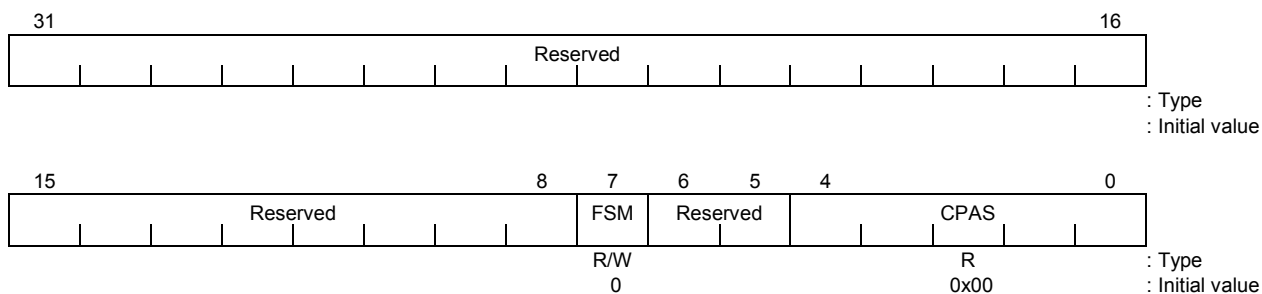 31 16
Reserved
: Type
: Initial value
15 8 7 6 5 4 0
Reserved FSM Reserved CPAS
R/W R : Type
0 0x00 : Initial value